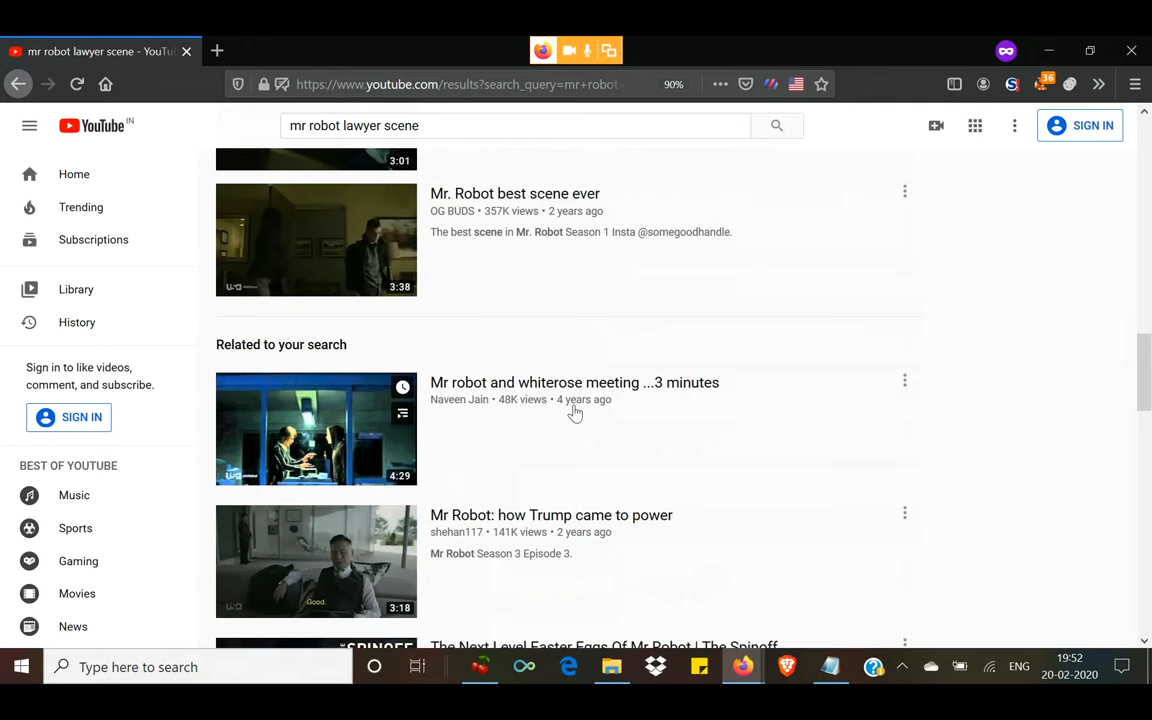 mr robot lawyer scene - YouTu
https://www.youtube.com/results?search_query=mr+robot
90%
36
YouTube IN
mr robot lawyer scene
SIGN IN
Home
Trending
Subscriptions
Library
History
Sign in to like videos,
comment, and subscribe.
SIGN IN
BEST OF YOUTUBE
Music
Sports
Gaming
Movies
News
3:01
Mr. Robot best scene ever
OG BUDS • 357K views • 2 years ago
The best scene in Mr. Robot Season 1 Insta @somegoodhandle.
usa
3:38
Related to your search
Mr robot and whiterose meeting ...3 minutes
Naveen Jain • 48K views • 4 years ago
usa
4:29
Mr Robot: how Trump came to power
shehan117 • 141K views • 2 years ago
Mr Robot Season 3 Episode 3.
Good.
usa
3:18
The Next Level Easter Eggs Of Mr Robot | The Spinoff
Type here to search
ENG
19:52
20-02-2020